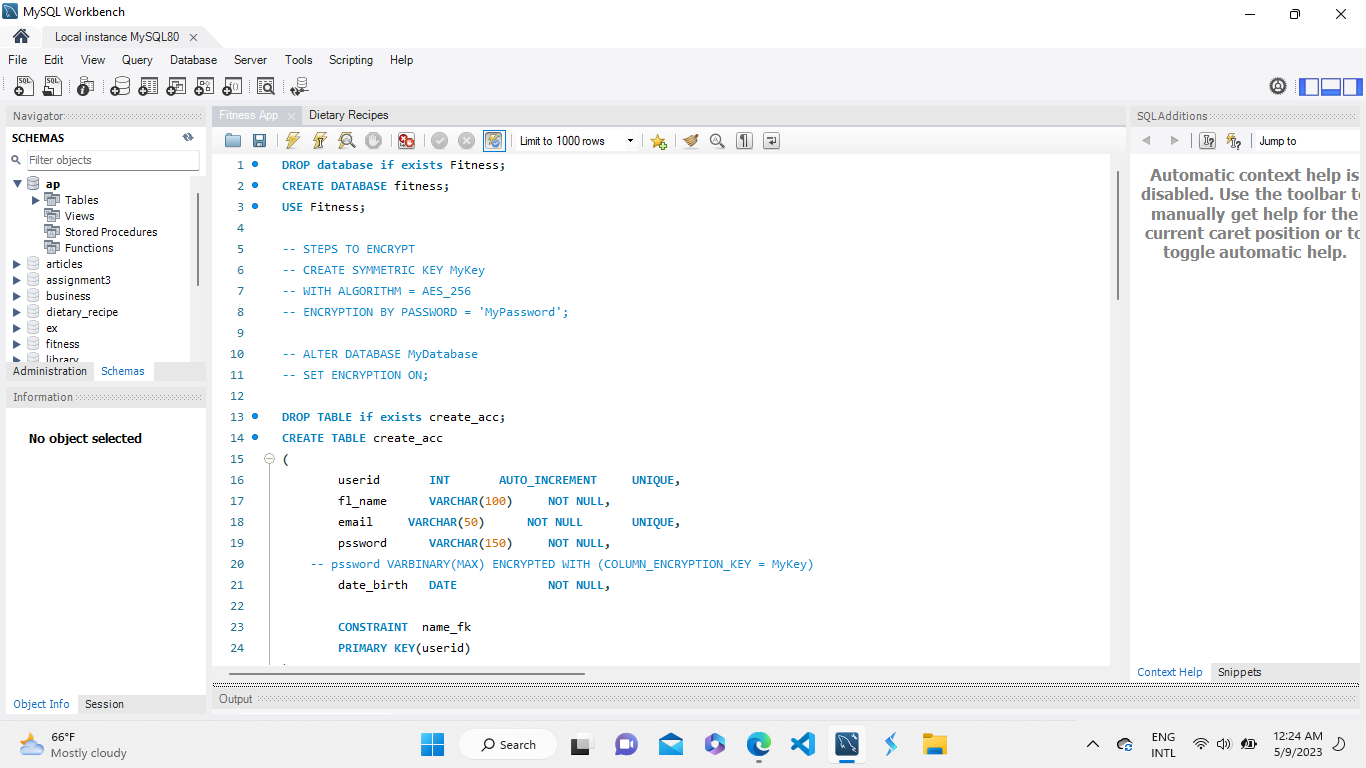 MySQL Workbench
Local instance MySQL80
File Edit View Query Database Server Tools Scripting Help
Navigator
SCHEMAS
Filter objects
ap
Tables
Views
Stored Procedures
Functions
articles
assignment3
business
dietary_recipe
ex
fitness
library
Administration Schemas
Information
No object selected
Object Info Session
Fitness App Dietary Recipes
Limit to 1000 rows
1 DROP database if exists Fitness;
2 CREATE DATABASE fitness;
3 USE Fitness;
4
5 -- STEPS TO ENCRYPT
6 -- CREATE SYMMETRIC KEY MyKey
7 -- WITH ALGORITHM = AES_256
8 -- ENCRYPTION BY PASSWORD = 'MyPassword';
9
10 -- ALTER DATABASE MyDatabase
11 -- SET ENCRYPTION ON;
12
13 DROP TABLE if exists create_acc;
14 CREATE TABLE create_acc
15 (
16 userid INT AUTO_INCREMENT UNIQUE,
17 fl_name VARCHAR(100) NOT NULL,
18 email VARCHAR(50) NOT NULL UNIQUE,
19 pssword VARCHAR(150) NOT NULL,
20 -- pssword VARBINARY(MAX) ENCRYPTED WITH (COLUMN_ENCRYPTION_KEY = MyKey)
21 date_birth DATE NOT NULL,
22
23 CONSTRAINT name_fk
24 PRIMARY KEY(userid)
Output
SQLAdditions
Jump to
Automatic context help is
disabled. Use the toolbar to
manually get help for the
current caret position or to
toggle automatic help.
Context Help Snippets
66°F
Mostly cloudy
Search
ENG
INTL
12:24 AM
5/9/2023